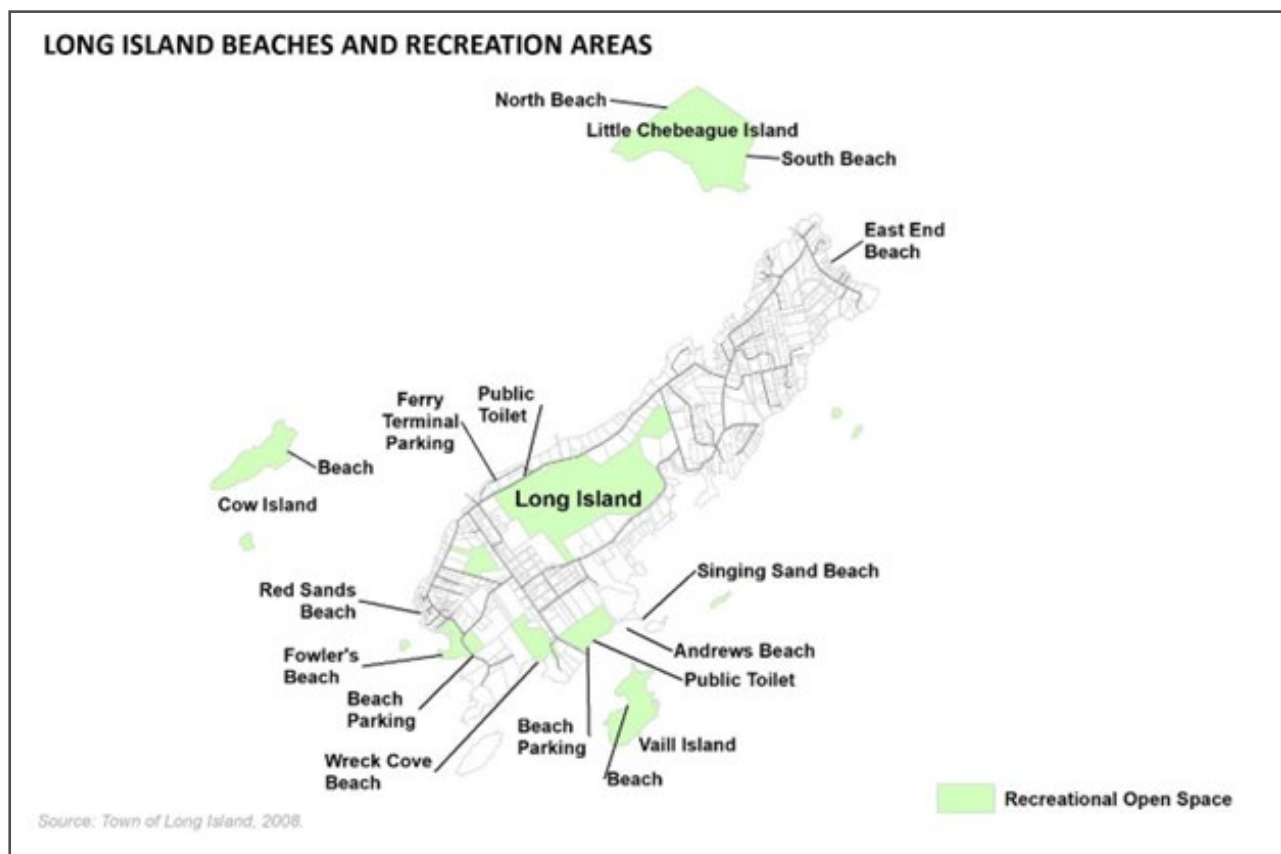 LONG ISLAND BEACHES AND RECREATION AREAS
North Beach
Little Chebeague Island
South Beach
East End
Beach
Public
Toilet
Ferry
Terminal
Parking
Beach
Cow Island
Long Island
Singing Sand Beach
Red Sands
Beach
Andrews Beach
Fowler's
Beach
Public Toilet
Beach
Parking
Beach
Parking
Vaill Island
Wreck Cove
Beach
Beach
Recreational Open Space
Source: Town of Long Island, 2008.